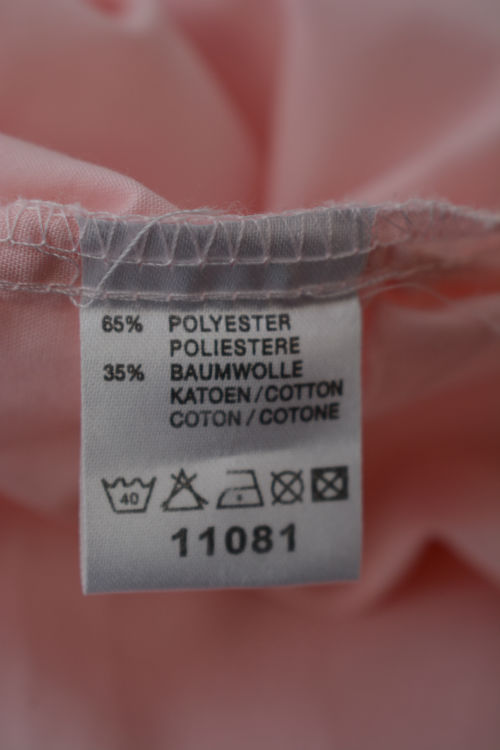 65% POLYESTER
POLIESTERE
35% BAUMWOLLE
KATOEN/COTTON
COTON/COTONE
40
11081